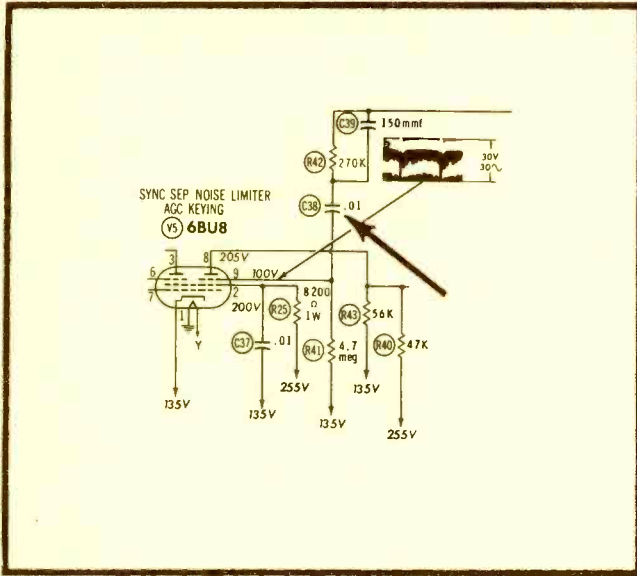 C39 150mmf
R42 270K
30V
30~
SYNC SEP NOISE LIMITER
AGC KEYING
V5 6BU8
C38 .01
3 8 205V
6 9 100V
7 2
200V
1
Y
8200
Ω
1W
R25
C37 .01
R41 4.7
meg
R43 56K
R40 47K
135V
135V
255V
135V
135V
255V